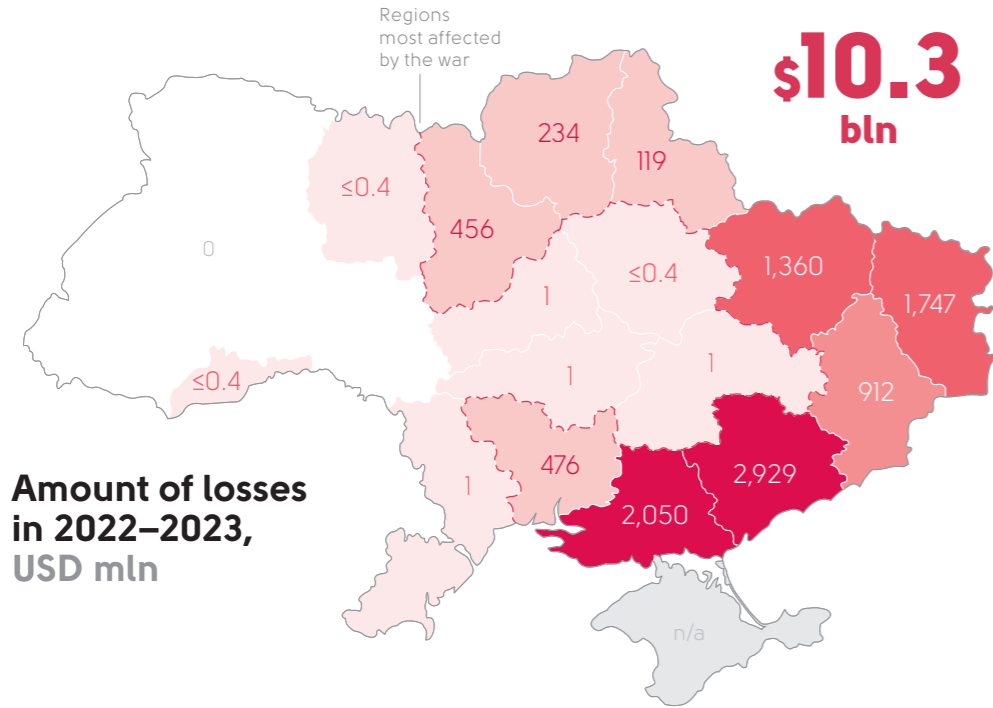 Regions
most affected
by the war
$10.3
bln
234
119
≤0.4
456
0
≤0.4
1,360
1
1,747
≤0.4
1
1
912
476
2,929
1
2,050
Amount of losses
in 2022–2023,
USD mln
n/a